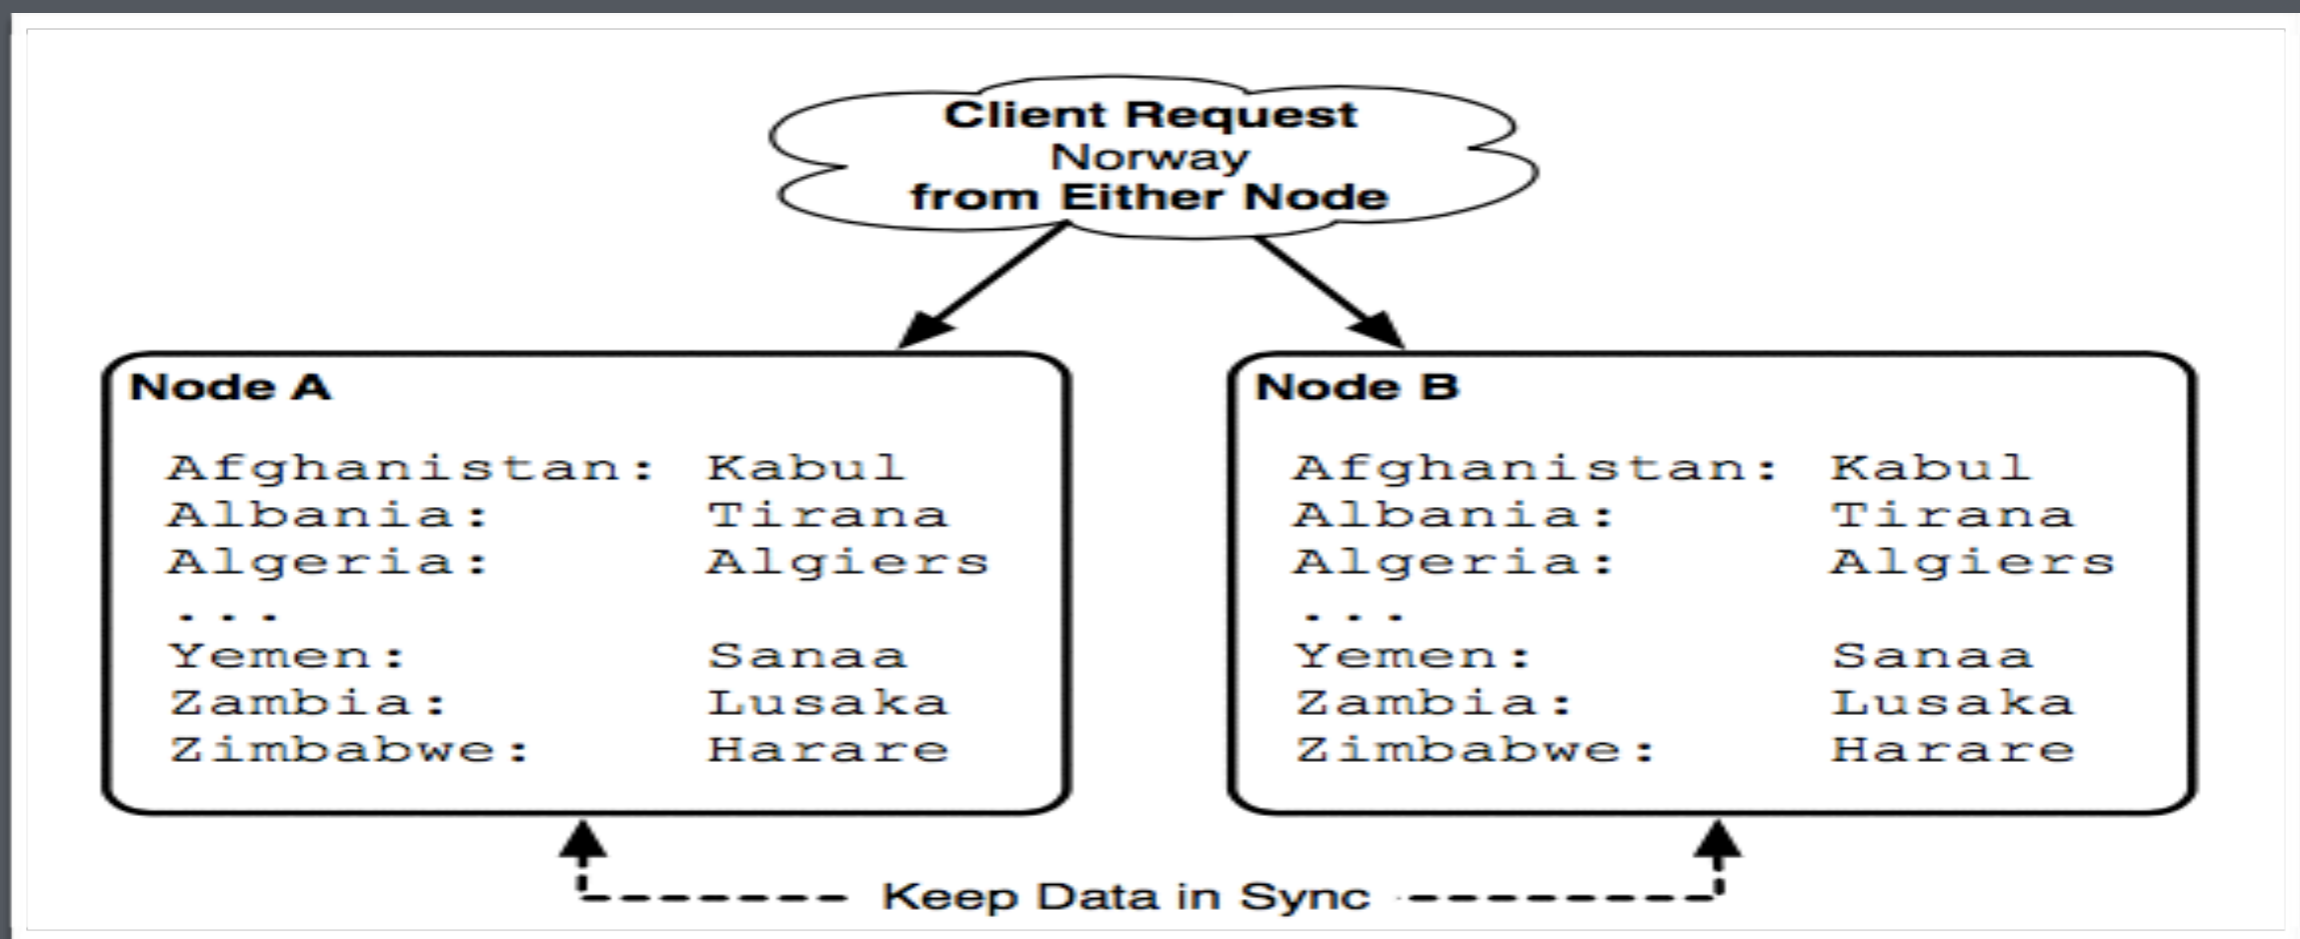 Client Request
Norway
from Either Node
Node A
Afghanistan: Kabul
Albania: Tirana
Algeria: Algiers
...
Yemen: Sanaa
Zambia: Lusaka
Zimbabwe: Harare
Node B
Afghanistan: Kabul
Albania: Tirana
Algeria: Algiers
...
Yemen: Sanaa
Zambia: Lusaka
Zimbabwe: Harare
Keep Data in Sync